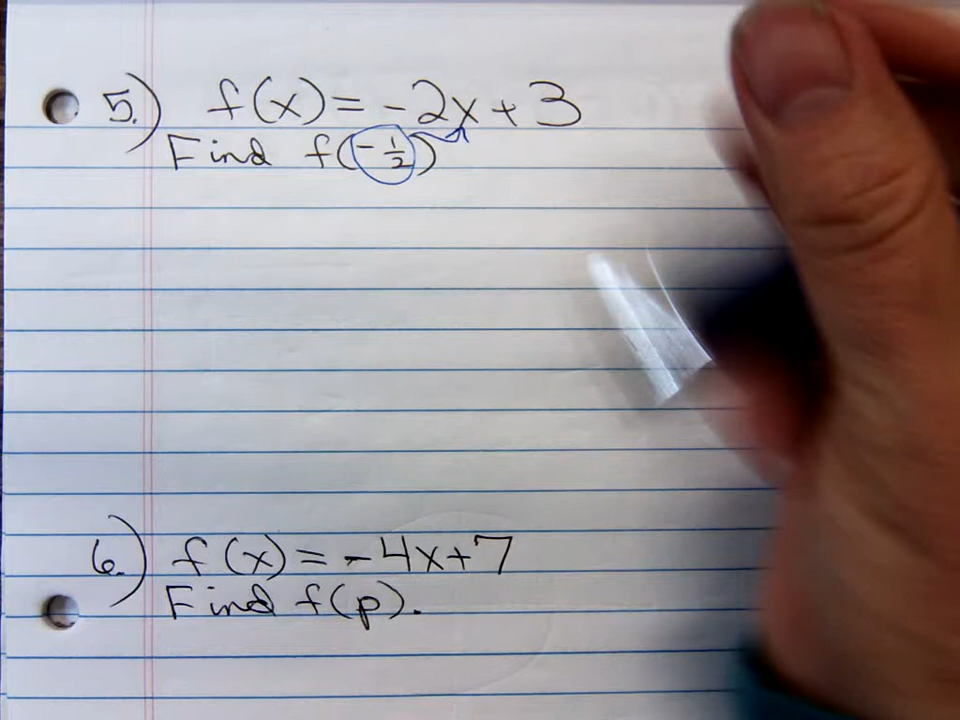 5.) f(x) = -2x + 3
Find f(-1/2)
6.) f(x) = -4x+7
Find f(p).